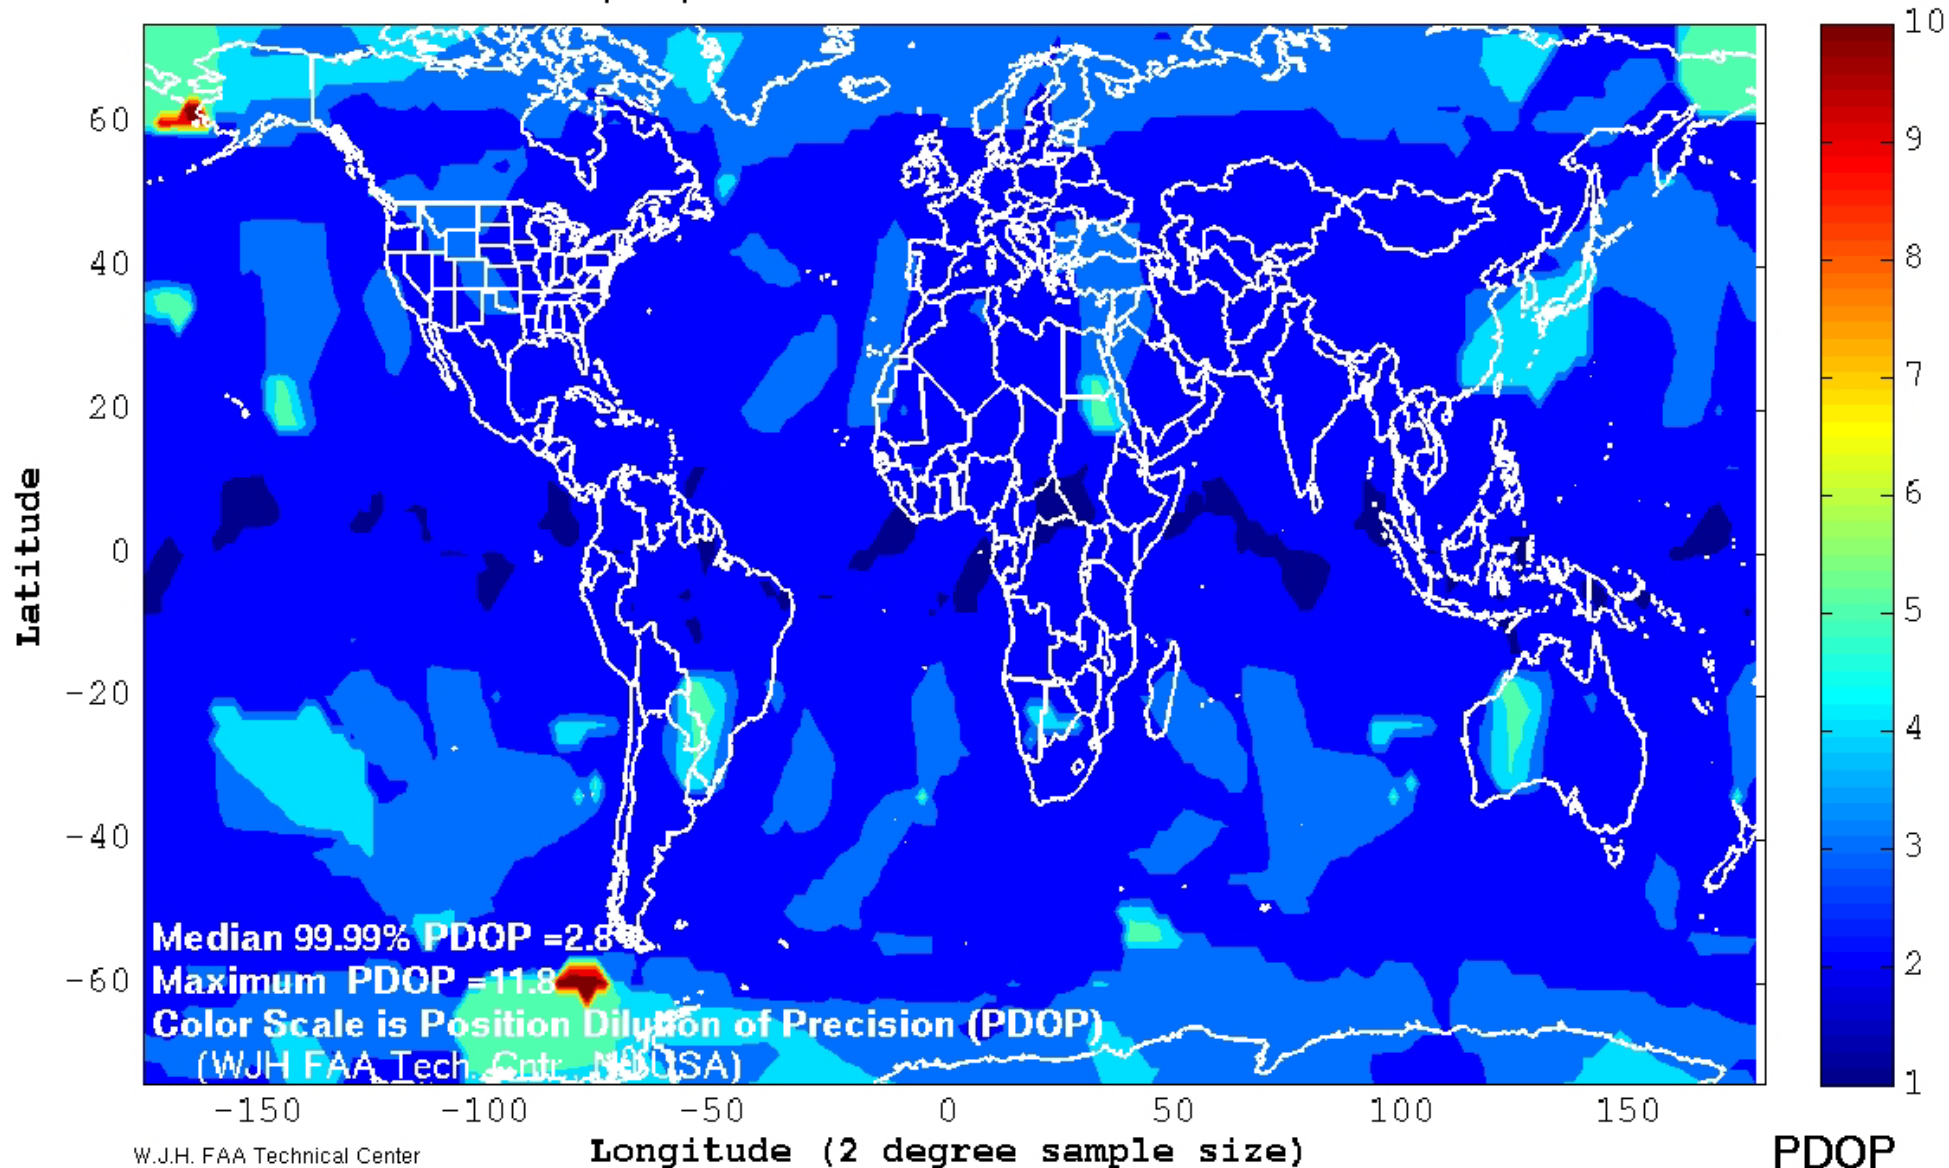 10
9
8
7
6
5
4
3
2
1
60
40
20
0
-20
-40
-60
Latitude
Median 99.99% PDOP =2.8
Maximum PDOP =11.8
Color Scale is Position Dilution of Precision (PDOP)
(WJH FAA Tech. Cntr. USA)
-150 -100 -50 0 50 100 150
Longitude (2 degree sample size)
W.J.H. FAA Technical Center
PDOP